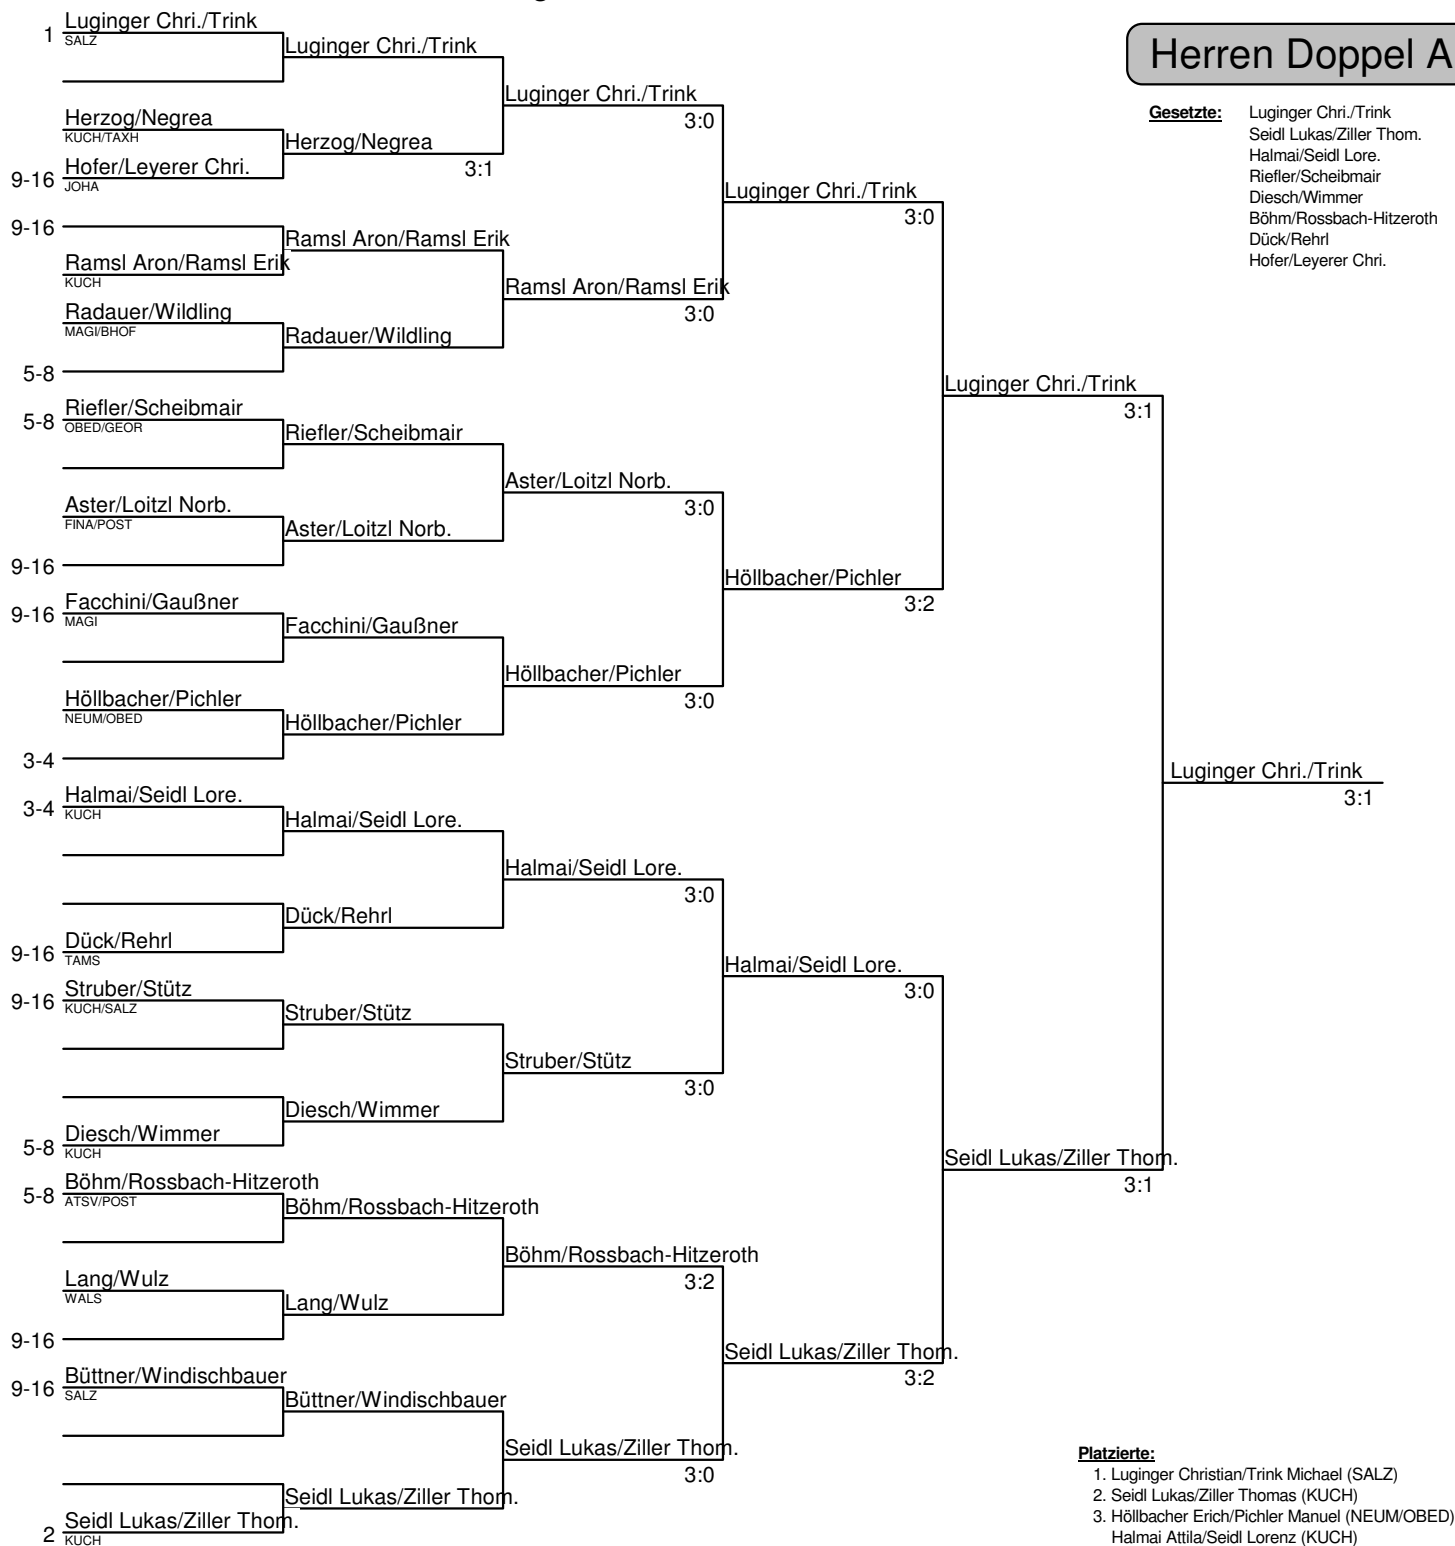 Herren Doppel A
Gesetzte: Luginger Chri./Trink
Seidl Lukas/Ziller Thom.
Halmai/Seidl Lore.
Riefler/Scheibmair
Diesch/Wimmer
Böhm/Rossbach-Hitzeroth
Dück/Rehrl
Hofer/Leyerer Chri.
1 Luginger Chri./Trink
SALZ
Herzog/Negrea
KUCH/TAXH
9-16 Hofer/Leyerer Chri.
JOHA
9-16
Ramsl Aron/Ramsl Erik
KUCH
Radauer/Wildling
MAGI/BHOF
5-8
5-8 Riefler/Scheibmair
OBED/GEOR
Aster/Loitzl Norb.
FINA/POST
9-16
9-16 Facchini/Gaußner
MAGI
Höllbacher/Pichler
NEUM/OBED
3-4
3-4 Halmai/Seidl Lore.
KUCH
9-16 Dück/Rehrl
TAMS
9-16 Struber/Stütz
KUCH/SALZ
5-8 Diesch/Wimmer
KUCH
5-8 Böhm/Rossbach-Hitzeroth
ATSV/POST
Lang/Wulz
WALS
9-16
9-16 Büttner/Windischbauer
SALZ
2 Seidl Lukas/Ziller Thom.
KUCH
Luginger Chri./Trink
Herzog/Negrea
3:1
Ramsl Aron/Ramsl Erik
Radauer/Wildling
Riefler/Scheibmair
Aster/Loitzl Norb.
Facchini/Gaußner
Höllbacher/Pichler
Halmai/Seidl Lore.
Dück/Rehrl
Struber/Stütz
Diesch/Wimmer
Böhm/Rossbach-Hitzeroth
Lang/Wulz
Büttner/Windischbauer
Seidl Lukas/Ziller Thom.
Luginger Chri./Trink
3:0
Ramsl Aron/Ramsl Erik
3:0
Aster/Loitzl Norb.
3:0
Höllbacher/Pichler
3:0
Halmai/Seidl Lore.
3:0
Struber/Stütz
3:0
Böhm/Rossbach-Hitzeroth
3:2
Seidl Lukas/Ziller Thom.
3:0
Luginger Chri./Trink
3:0
Höllbacher/Pichler
3:2
Halmai/Seidl Lore.
3:0
Seidl Lukas/Ziller Thom.
3:2
Luginger Chri./Trink
3:1
Seidl Lukas/Ziller Thom.
3:1
Luginger Chri./Trink
3:1
Platzierte:
1. Luginger Christian/Trink Michael (SALZ)
2. Seidl Lukas/Ziller Thomas (KUCH)
3. Höllbacher Erich/Pichler Manuel (NEUM/OBED)
Halmai Attila/Seidl Lorenz (KUCH)